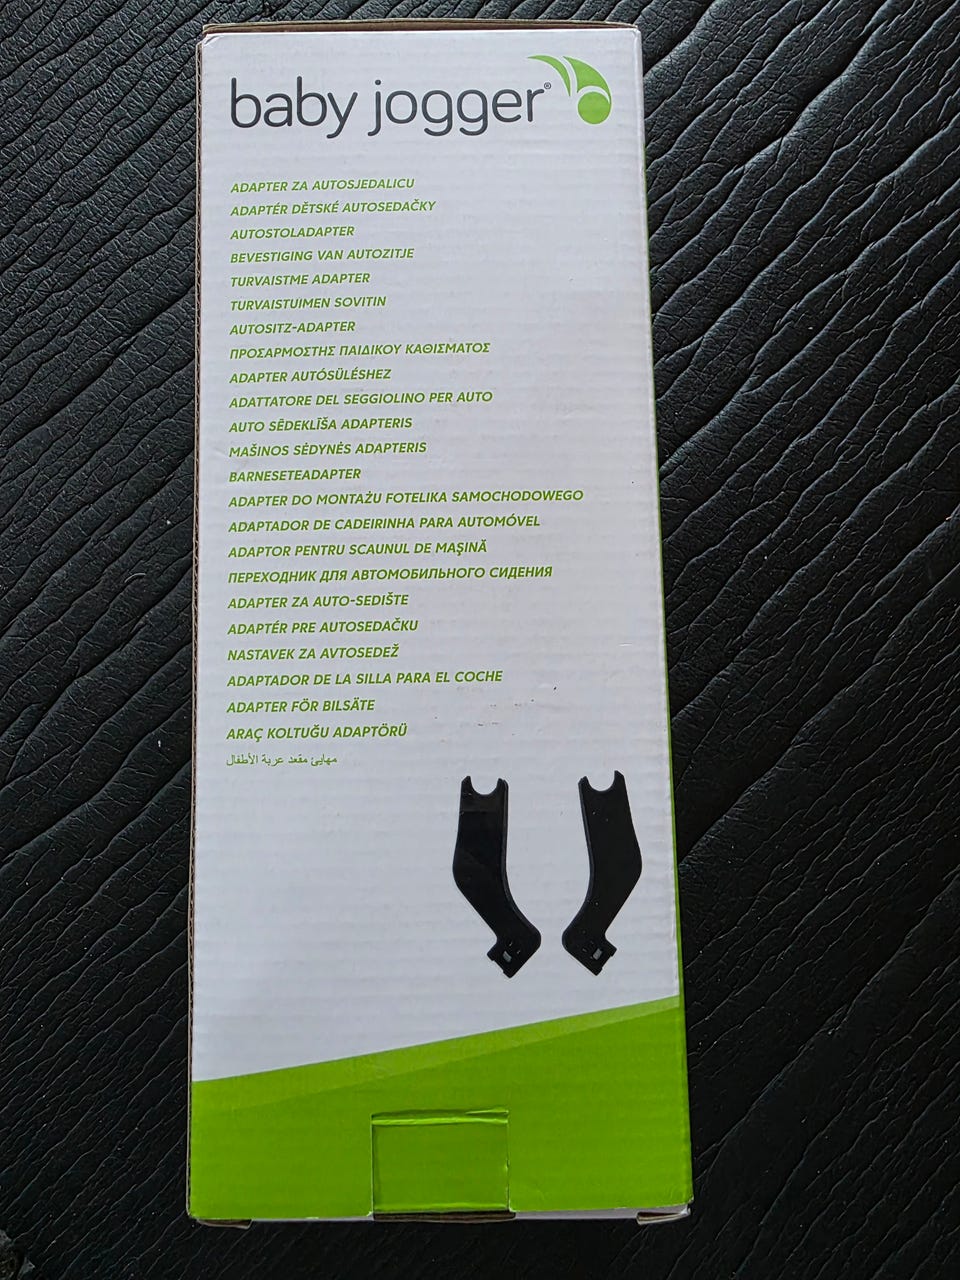 baby jogger®
ADAPTER ZA AUTOSJEDALICU
ADAPTÉR DĚTSKÉ AUTOSEDAČKY
AUTOSTOLADAPTER
BEVESTIGING VAN AUTOZITJE
TURVAISTME ADAPTER
TURVAISTUIMEN SOVITIN
AUTOSITZ-ADAPTER
ΠΡΟΣΑΡΜΟΣΤΗΣ ΠΑΙΔΙΚΟΥ ΚΑΘΙΣΜΑΤΟΣ
ADAPTER AUTÓSÜLÉSHEZ
ADATTATORE DEL SEGGIOLINO PER AUTO
AUTO SĒDEKLĪŠA ADAPTERIS
MAŠINOS SĖDYNĖS ADAPTERIS
BARNESETEADAPTER
ADAPTER DO MONTAŻU FOTELIKA SAMOCHODOWEGO
ADAPTADOR DE CADEIRINHA PARA AUTOMÓVEL
ADAPTOR PENTRU SCAUNUL DE MAŞINĂ
ПЕРЕХОДНИК ДЛЯ АВТОМОБИЛЬНОГО СИДЕНИЯ
ADAPTER ZA AUTO-SEDIŠTE
ADAPTÉR PRE AUTOSEDAČKU
NASTAVEK ZA AVTOSEDEŽ
ADAPTADOR DE LA SILLA PARA EL COCHE
ADAPTER FÖR BILSÄTE
ARAÇ KOLTUĞU ADAPTÖRÜ
مهايئ مقعد عربة الأطفال